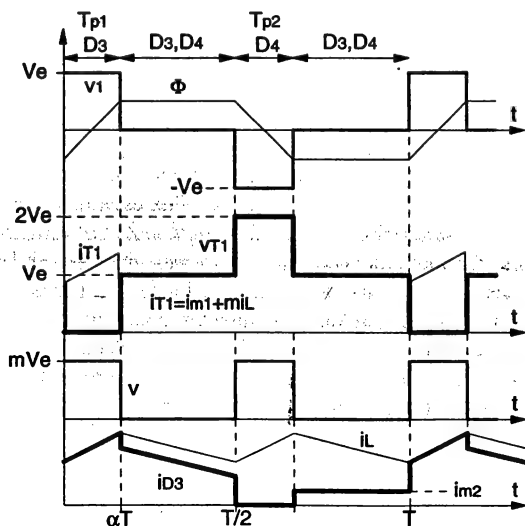 Tp1 Tp2
D3 D3,D4 D4 D3,D4
Ve
v1 Φ
t
-Ve
2Ve
iT1 vT1
Ve
iT1=im1+miL
t
mVe
v
t
iL
iD3
im2
αT T/2 T